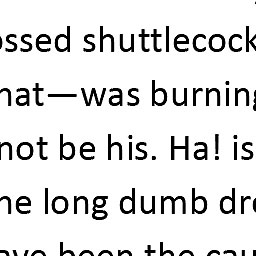 ossed shuttlecock
hat—was burning
not be his. Ha! is
he long dumb dre
ave been the cau